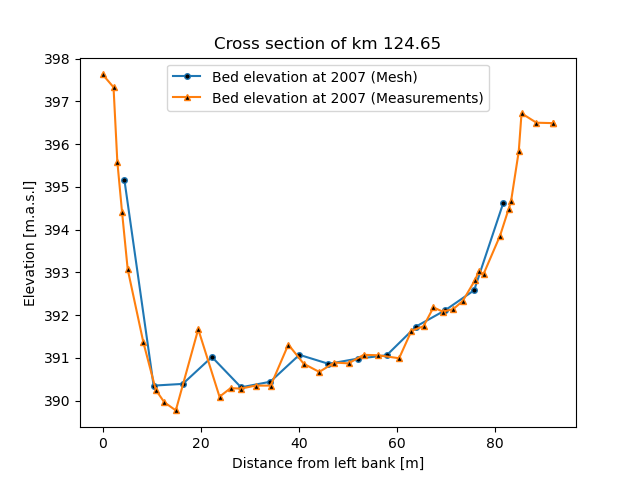 Cross section of km 124.65
398
397
396
395
394
393
392
391
390
Elevation [m.a.s.l]
Bed elevation at 2007 (Mesh)
Bed elevation at 2007 (Measurements)
0 20 40 60 80
Distance from left bank [m]